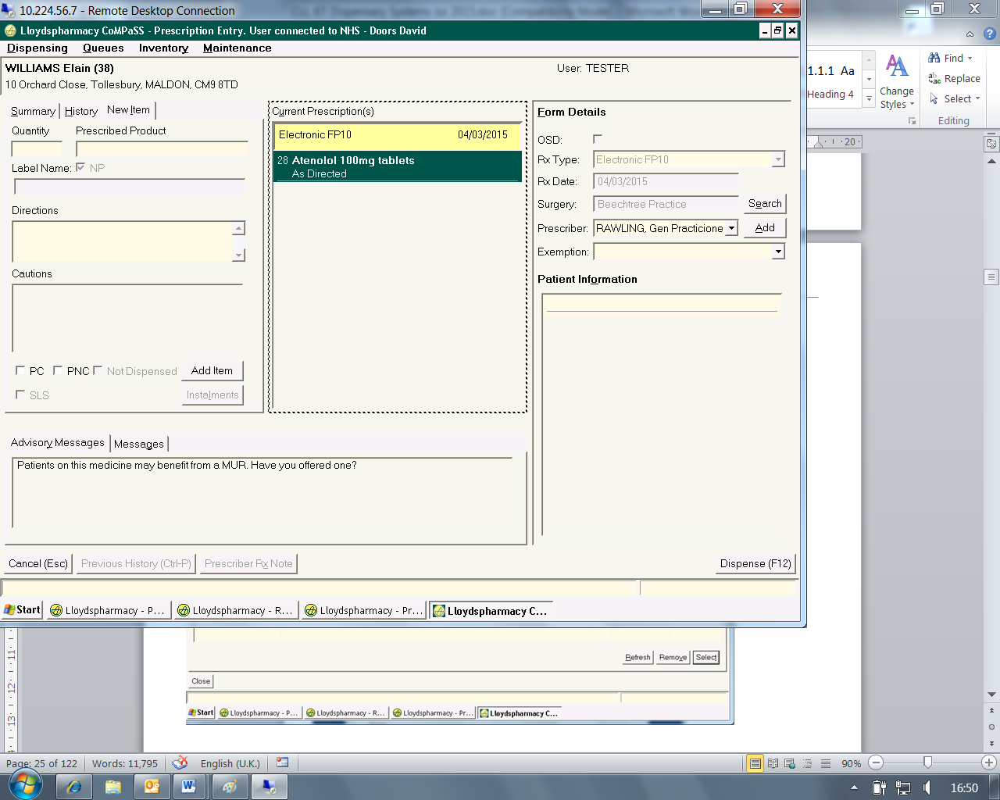 10.224.56.7 - Remote Desktop Connection
Lloydspharmacy CoMPaSS - Prescription Entry. User connected to NHS - Doors David
Dispensing Queues Inventory Maintenance
WILLIAMS Elain (38)
User: TESTER
10 Orchard Close, Tollesbury, MALDON, CM9 8TD
Summary History New Item
Quantity Prescribed Product
Label Name: NP
Directions
Cautions
PC PNC Not Dispensed Add Item
SLS Instalments
Current Prescription(s)
Electronic FP10 04/03/2015
28 Atenolol 100mg tablets
As Directed
Form Details
OSD:
Rx Type: Electronic FP10
Rx Date: 04/03/2015
Surgery: Beechtree Practice Search
Prescriber: RAWLING, Gen Practicione Add
Exemption:
Patient Information
Advisory Messages Messages
Patients on this medicine may benefit from a MUR. Have you offered one?
Cancel (Esc) Previous History (Ctrl-P) Prescriber Rx Note Dispense (F12)
Start Lloydspharmacy - P... Lloydspharmacy - R... Lloydspharmacy - Pr... Lloydspharmacy C...
1.1.1 Aa
Heading 4
Change
Styles
Find
Replace
Select
Editing
20
Refresh Remove Select
Close
Start Lloydspharmacy - P... Lloydspharmacy - R... Lloydspharmacy - Pr... Lloydspharmacy C...
11
12
13
Page: 25 of 122 Words: 11,795 English (U.K.) 90%
16:50